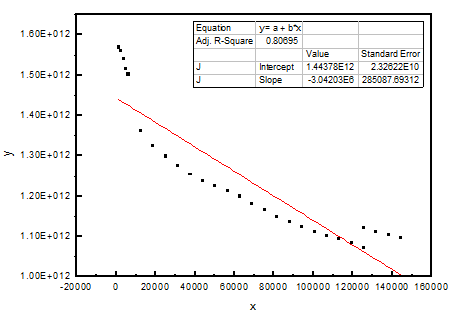 1.60E+012
1.50E+012
1.40E+012
1.30E+012
1.20E+012
1.10E+012
1.00E+012
y
Equation y= a + b*x
Adj. R-Square 0.80695
Value Standard Error
J Intercept 1.44378E12 2.32622E10
J Slope -3.04203E6 285087.69312
-20000 0 20000 40000 60000 80000 100000 120000 140000 160000
x